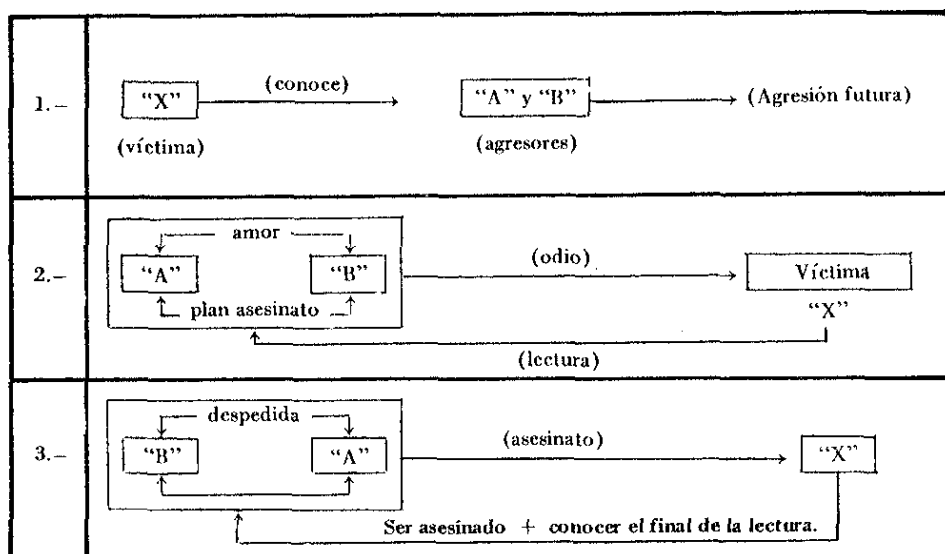 1.–
(conoce)
“X” “A” y “B” (Agresión futura)
(víctima) (agresores)
2.–
amor
“A” “B” (odio) Víctima
plan asesinato “X”
(lectura)
3.–
despedida
“B” “A” (asesinato) “X”
Ser asesinado + conocer el final de la lectura.